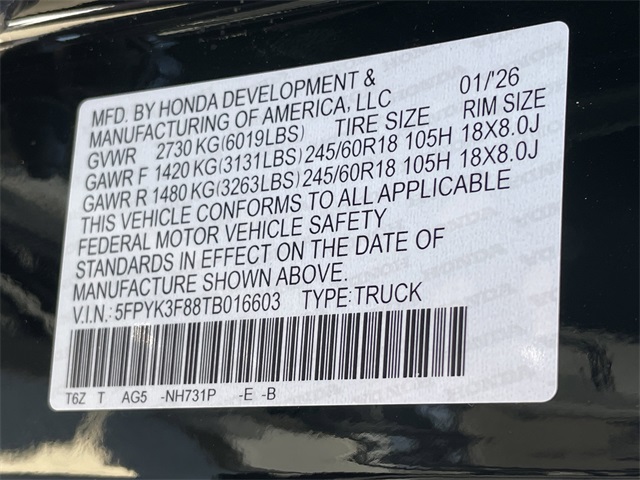 MFD. BY HONDA DEVELOPMENT & 01/'26
MANUFACTURING OF AMERICA, LLC
GVWR 2730 KG(6019LBS) TIRE SIZE RIM SIZE
GAWR F 1420 KG(3131LBS) 245/60R18 105H 18X8.0J
GAWR R 1480 KG(3263LBS) 245/60R18 105H 18X8.0J
THIS VEHICLE CONFORMS TO ALL APPLICABLE
FEDERAL MOTOR VEHICLE SAFETY
STANDARDS IN EFFECT ON THE DATE OF
MANUFACTURE SHOWN ABOVE.
V.I.N.: 5FPYK3F88TB016603 TYPE:TRUCK
T6Z T AG5 -NH731P -E -B